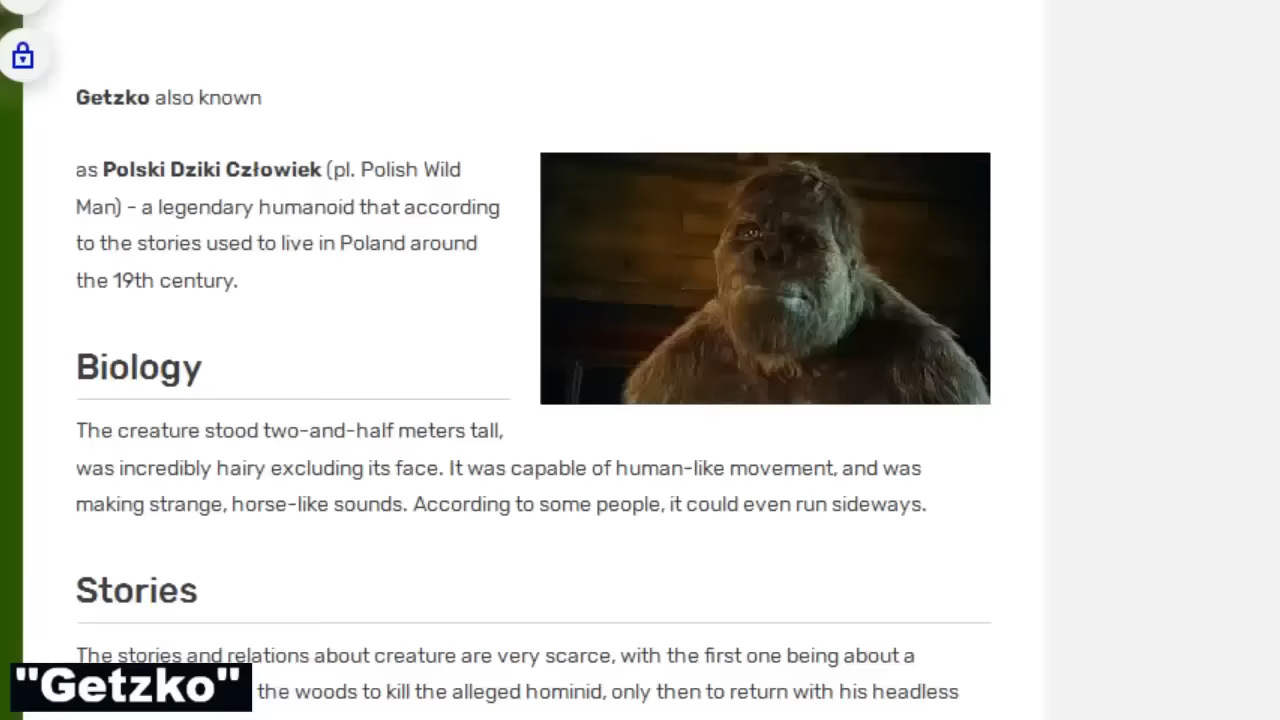 Getzko also known
as Polski Dziki Człowiek (pl. Polish Wild
Man) - a legendary humanoid that according
to the stories used to live in Poland around
the 19th century.
Biology
The creature stood two-and-half meters tall,
was incredibly hairy excluding its face. It was capable of human-like movement, and was
making strange, horse-like sounds. According to some people, it could even run sideways.
Stories
The stories and relations about creature are very scarce, with the first one being about a
the woods to kill the alleged hominid, only then to return with his headless
"Getzko"